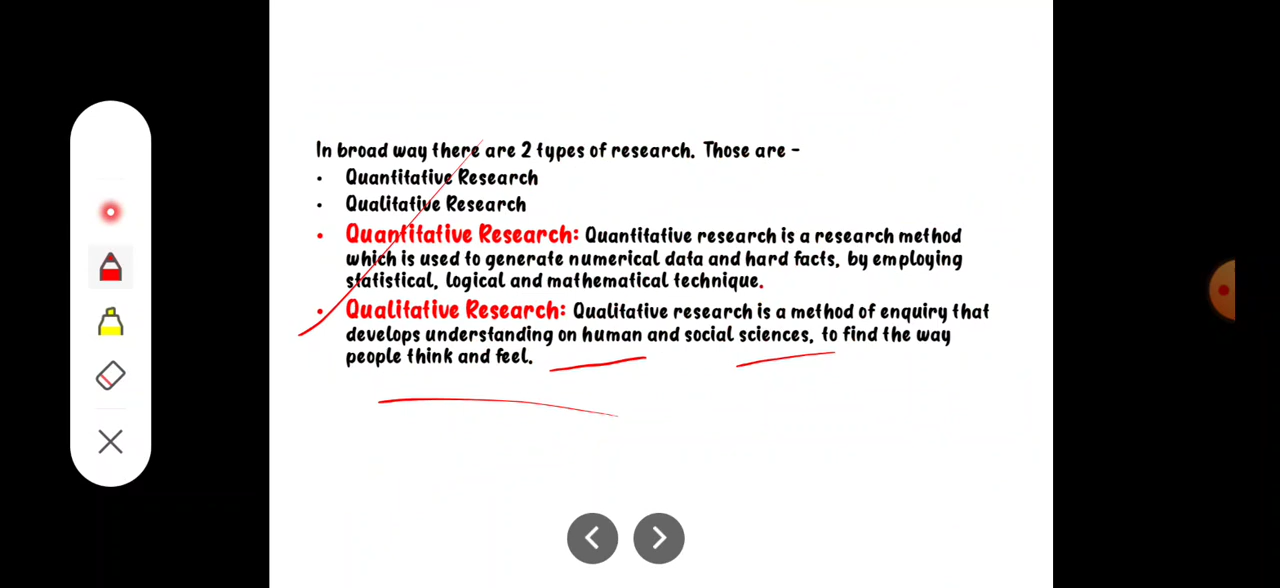 In broad way there are 2 types of research. Those are -
• Quantitative Research
• Qualitative Research
• Quantitative Research: Quantitative research is a research method
which is used to generate numerical data and hard facts, by employing
statistical, logical and mathematical technique.
• Qualitative Research: Qualitative research is a method of enquiry that
develops understanding on human and social sciences, to find the way
people think and feel.